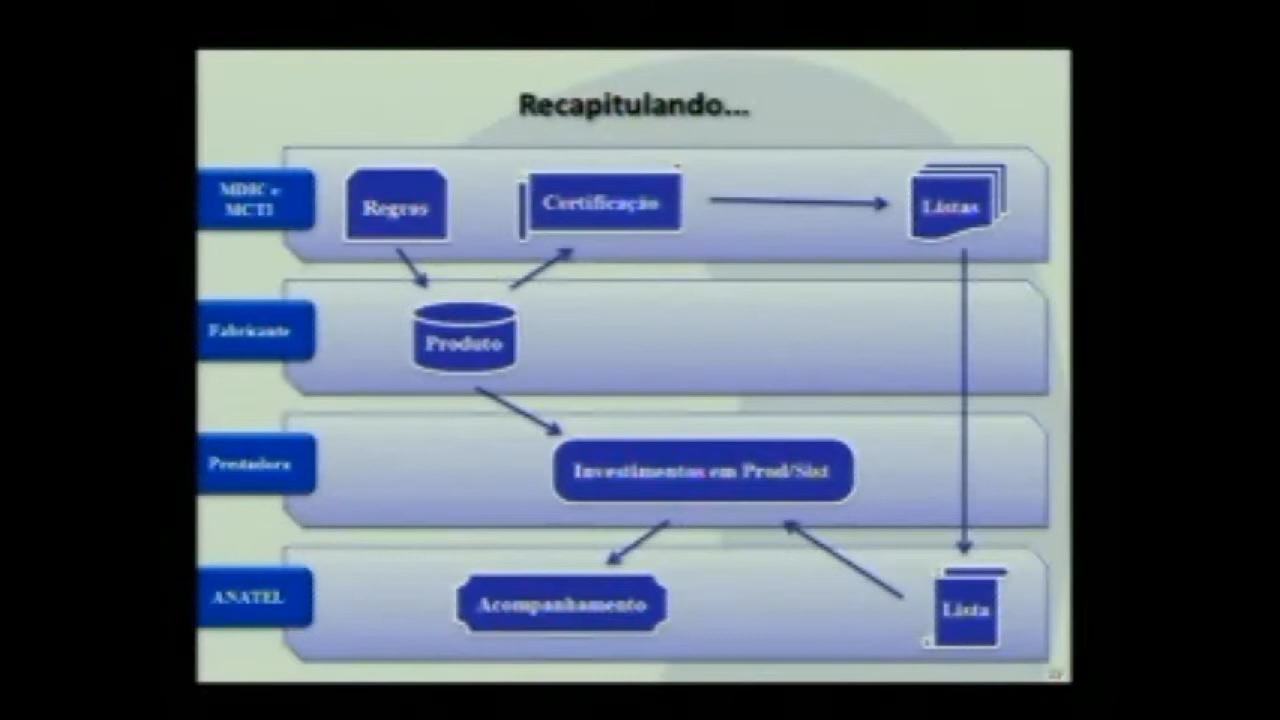 Recapitulando...
MDIC e
MCTI
Regras
Certificação
Listas
Fabricante
Produto
Prestadora
Investimentos em Prod/Sist
ANATEL
Acompanhamento
Lista